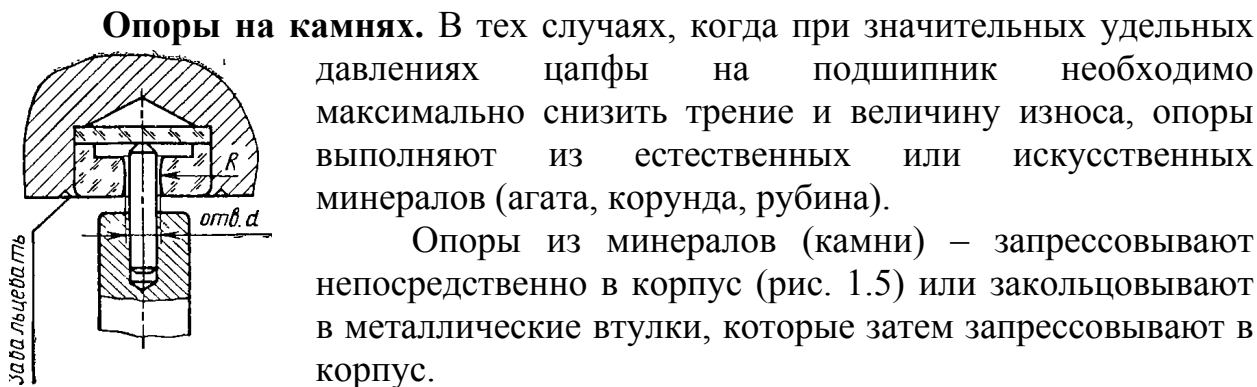 Опоры на камнях. В тех случаях, когда при значительных удельных
давлениях цапфы на подшипник необходимо
максимально снизить трение и величину износа, опоры
выполняют из естественных или искусственных
минералов (агата, корунда, рубина).
Опоры из минералов (камни) – запрессовывают
непосредственно в корпус (рис. 1.5) или закольцовывают
в металлические втулки, которые затем запрессовывают в
корпус.
R
отв. d
завальцевать